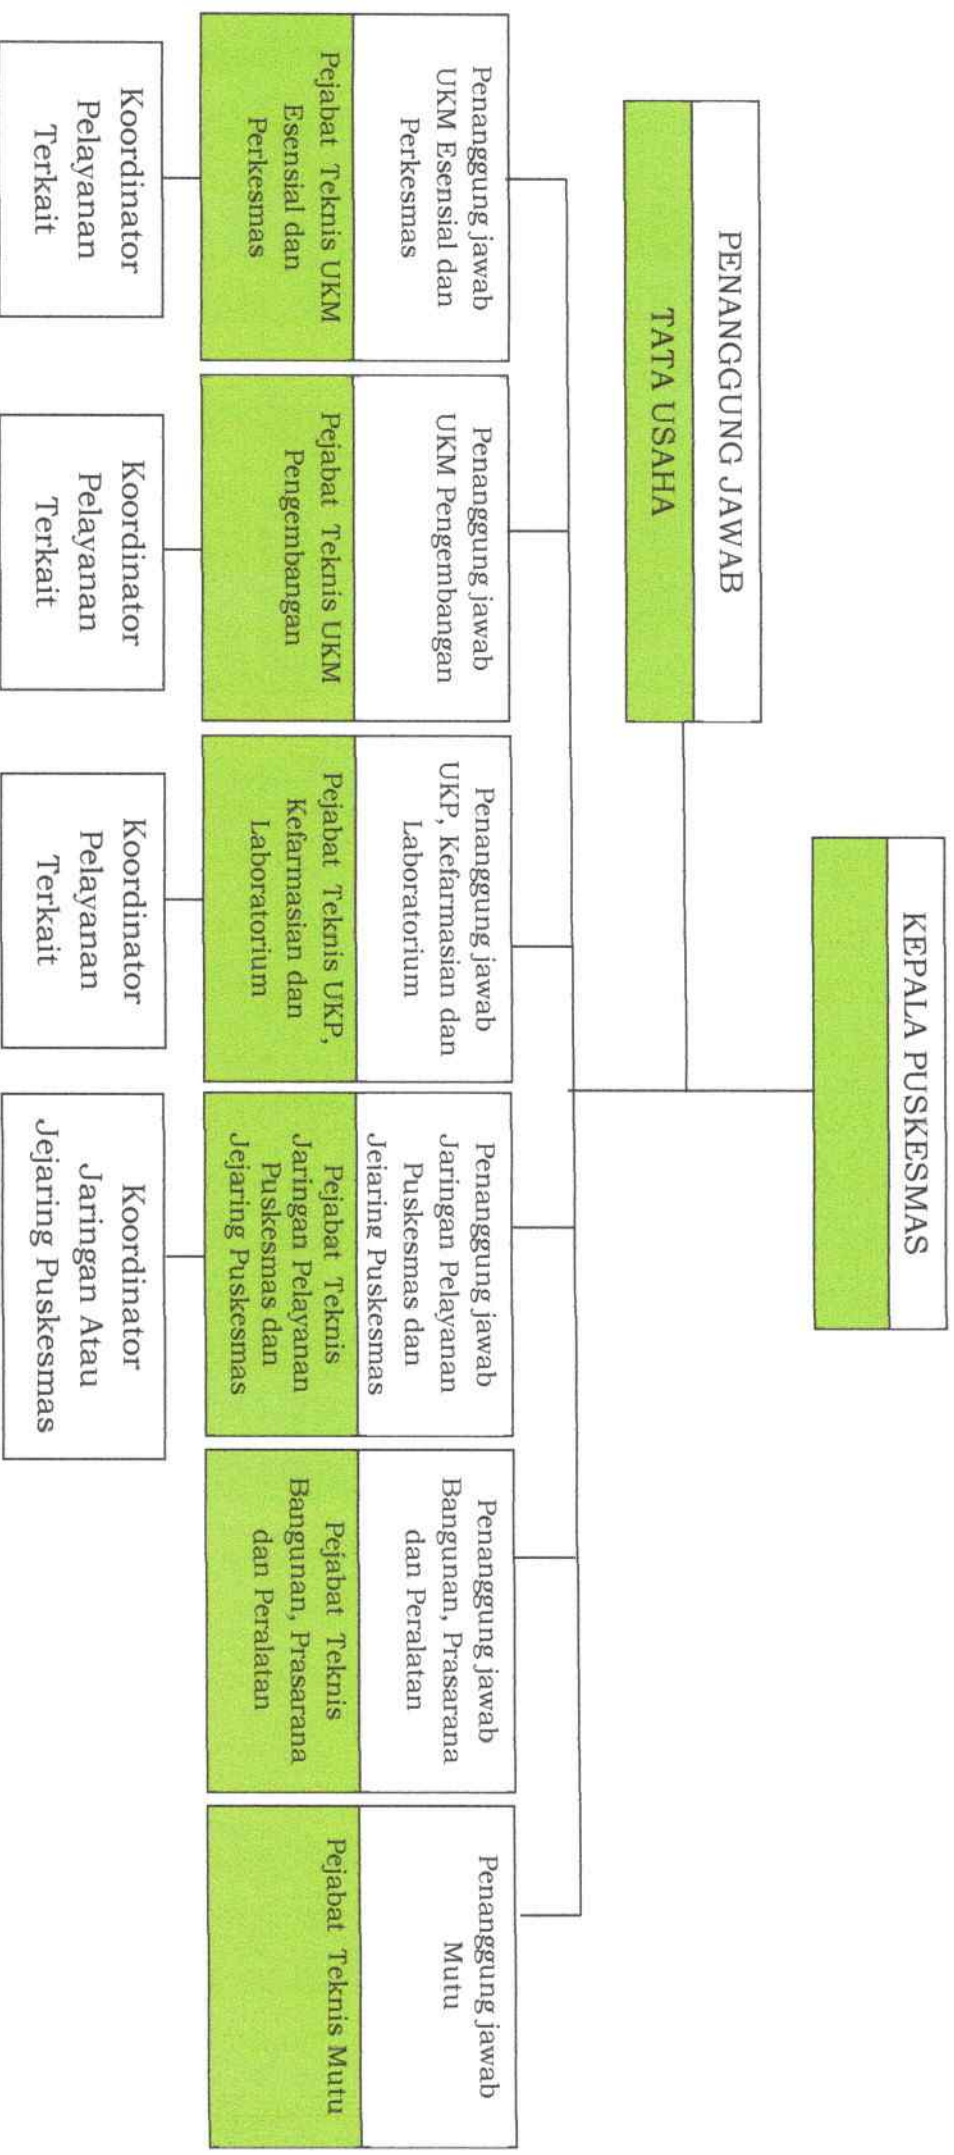 KEPALA PUSKESMAS
PENANGGUNG JAWAB
TATA USAHA
Penanggung jawab
UKM Esensial dan
Perkesmas
Pejabat Teknis UKM
Esensial dan
Perkesmas
Koordinator
Pelayanan
Terkait
Penanggung jawab
UKM Pengembangan
Pejabat Teknis UKM
Pengembangan
Koordinator
Pelayanan
Terkait
Penanggung jawab
UKP, Kefarmasian dan
Laboratorium
Pejabat Teknis UKP,
Kefarmasian dan
Laboratorium
Koordinator
Pelayanan
Terkait
Penanggung jawab
Jaringan Pelayanan
Puskesmas dan
Jejaring Puskesmas
Pejabat Teknis
Jaringan Pelayanan
Puskesmas dan
Jejaring Puskesmas
Koordinator
Jaringan Atau
Jejaring Puskesmas
Penanggung jawab
Bangunan, Prasarana
dan Peralatan
Pejabat Teknis
Bangunan, Prasarana
dan Peralatan
Penanggung jawab
Mutu
Pejabat Teknis Mutu